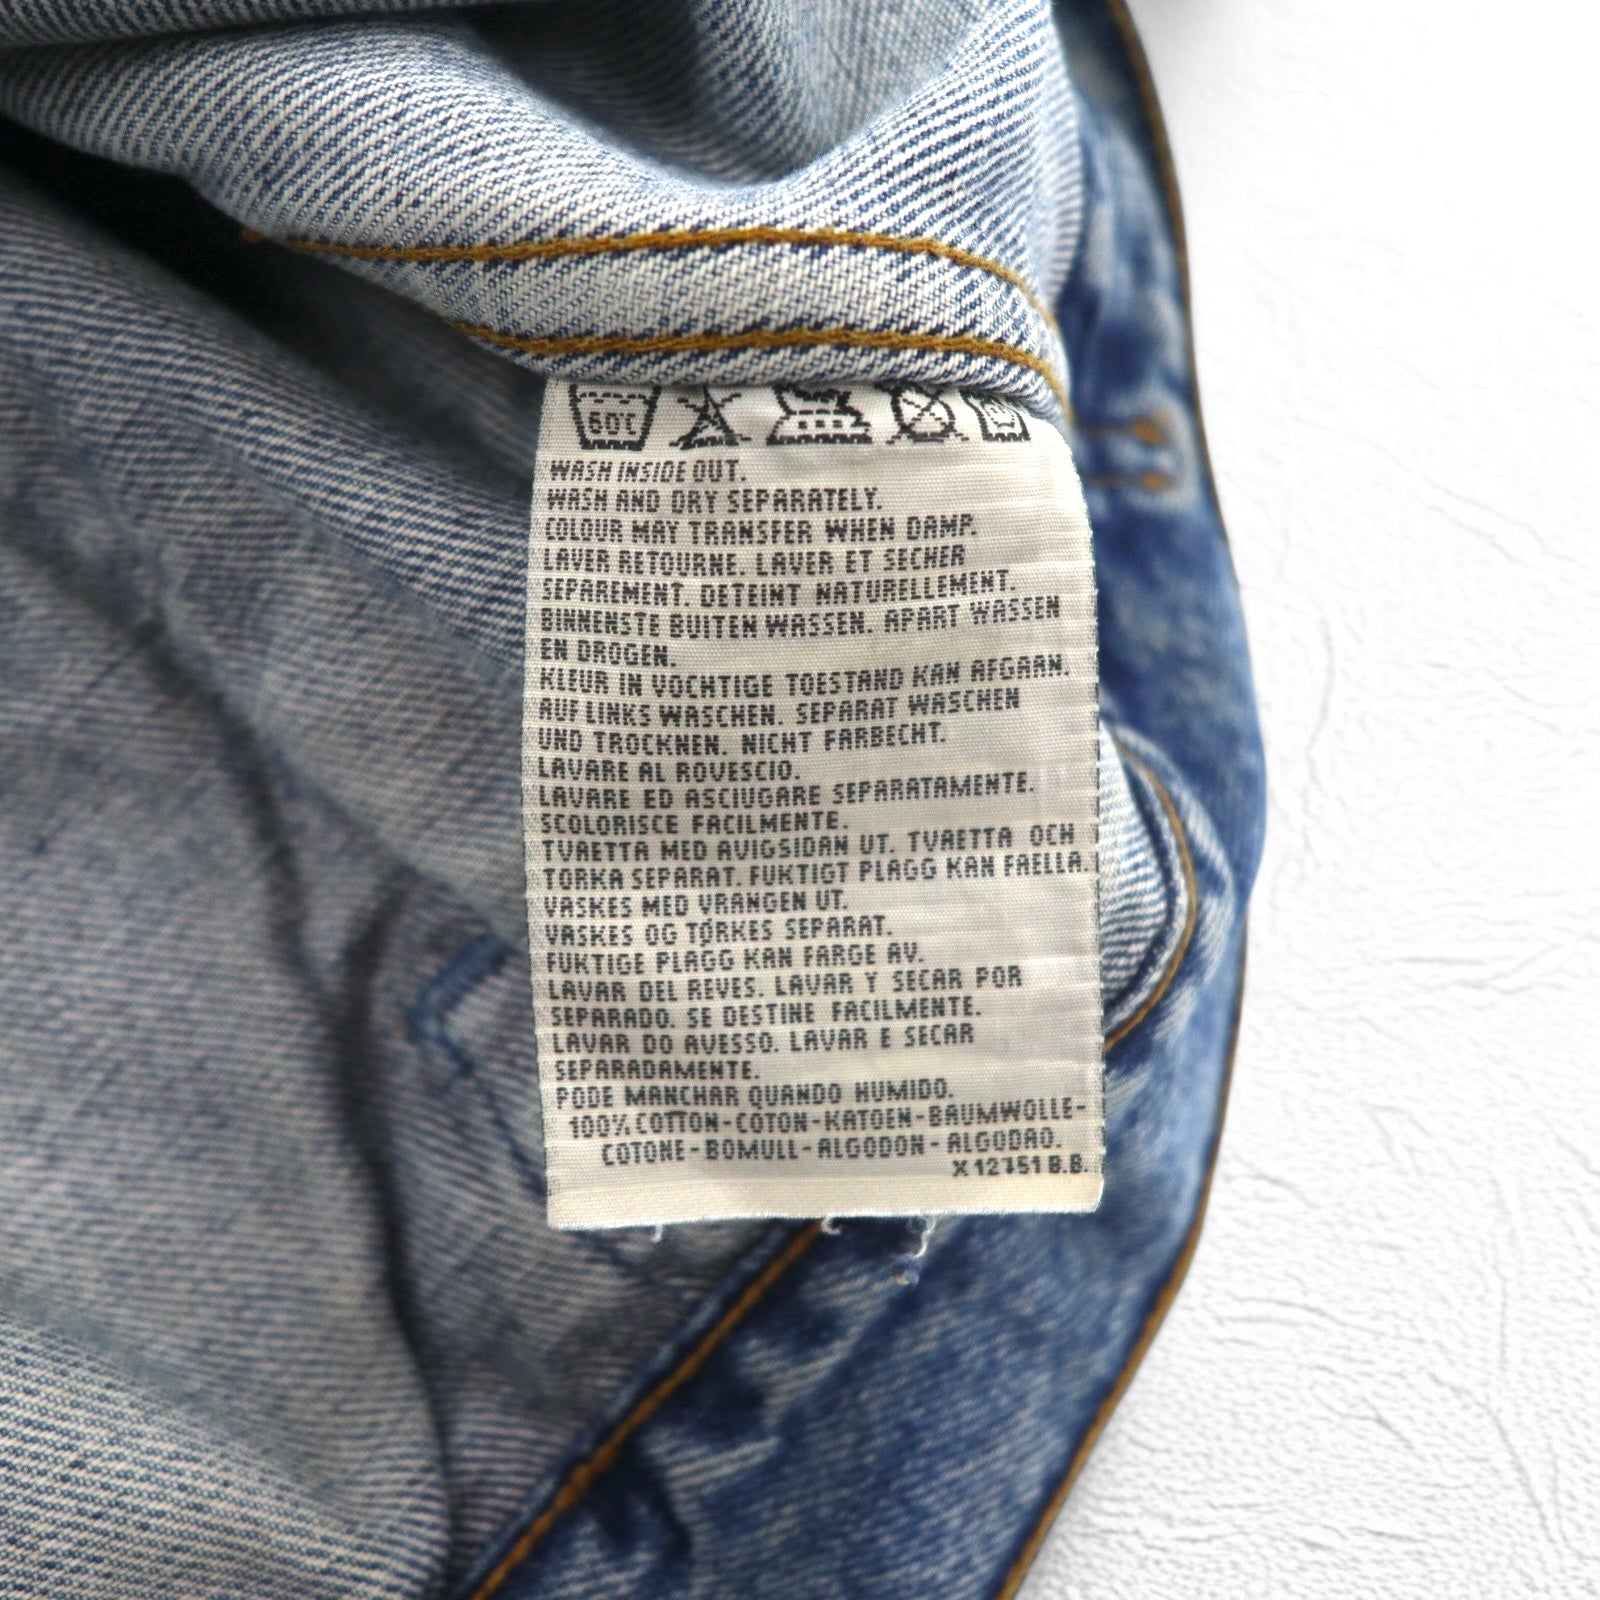 60°C
WASH INSIDE OUT.
WASH AND DRY SEPARATELY.
COLOUR MAY TRANSFER WHEN DAMP.
LAVER RETOURNE. LAVER ET SECHER
SEPAREMENT. DETEINT NATURELLEMENT.
BINNENSTE BUITEN WASSEN. APART WASSEN
EN DROGEN.
KLEUR IN VOCHTIGE TOESTAND KAN AFGAAN.
AUF LINKS WASCHEN. SEPARAT WASCHEN
UND TROCKNEN. NICHT FARBECHT.
LAVARE AL ROVESCIO.
LAVARE ED ASCIUGARE SEPARATAMENTE.
SCOLORISCE FACILMENTE.
TVAETTA MED AVIGSIDAN UT. TVAETTA OCH
TORKA SEPARAT. FUKTIGT PLAGG KAN FAELLA.
VASKES MED VRANGEN UT.
VASKES OG TØRKES SEPARAT.
FUKTIGE PLAGG KAN FARGE AV.
LAVAR DEL REVES. LAVAR Y SECAR POR
SEPARADO. SE DESTINE FACILMENTE.
LAVAR DO AVESSO. LAVAR E SECAR
SEPARADAMENTE.
PODE MANCHAR QUANDO HUMIDO.
100% COTTON-COTON-KATOEN-BAUMWOLLE-
COTONE-BOMULL-ALGODON-ALGODAO.
X 12751 B.B.